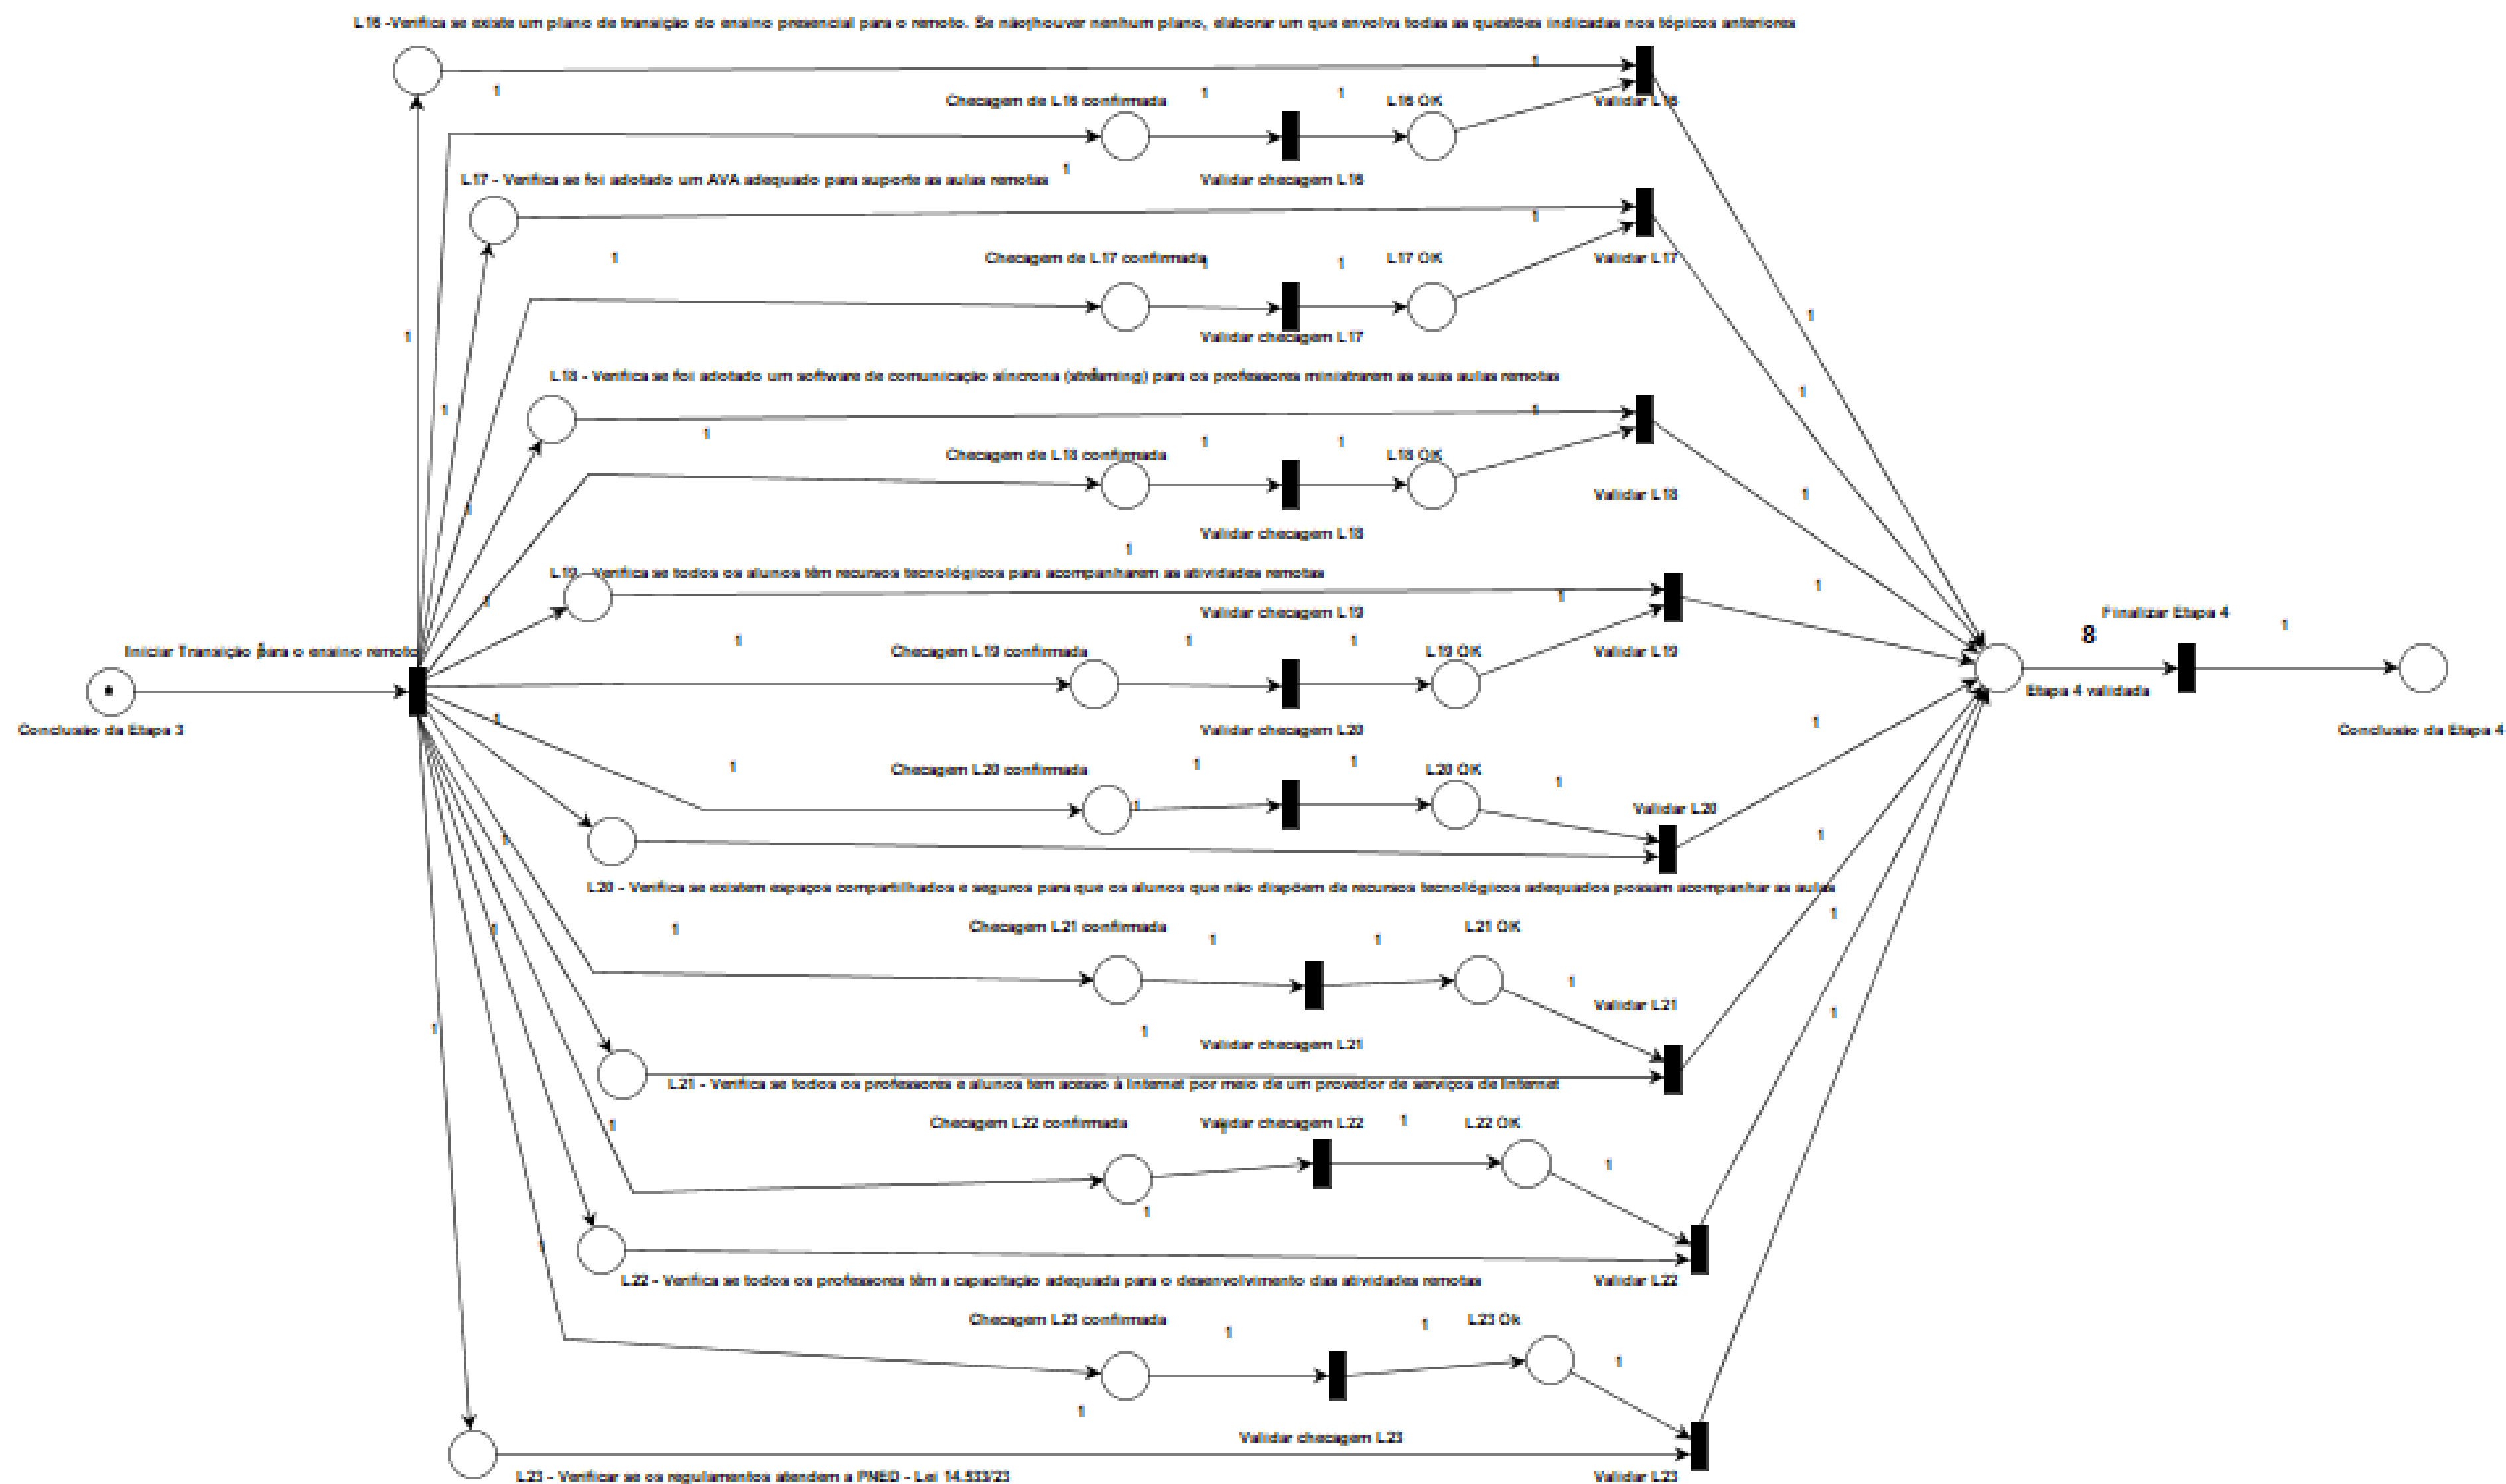 L16 -Verifica se existe um plano de transição do ensino presencial para o remoto. Se não houver nenhum plano, elaborar um que envolva todas as questões indicadas nos tópicos anteriores
1
1
Checagem de L16 confirmada
1
1
L16 OK
Validar L16
1
L17 - Verifica se foi adotado um AVA adequado para suporte as aulas remotas
Validar checagem L16
1
1
Checagem de L17 confirmada
1
1
L17 OK
Validar L17
1
1
Validar checagem L17
L18 - Verifica se foi adotado um software de comunicação síncrona (streaming) para os professores ministrarem as suas aulas remotas
1
1
1
1
Checagem de L18 confirmada
1
1
L18 OK
Validar L18
1
1
Validar checagem L18
1
L19 - Verifica se todos os alunos têm recursos tecnológicos para acompanharem as atividades remotas
1
1
1
Validar checagem L19
Finalizar Etapa 4
1
8
Iniciar Transição para o ensino remoto
1
Checagem L19 confirmada
1
1
L19 OK
Validar L19
Etapa 4 validada
1
1
Conclusão da Etapa 3
Validar checagem L20
Conclusão da Etapa 4
1
Checagem L20 confirmada
1
1
L20 OK
1
1
Validar L20
1
1
L20 - Verifica se existem espaços compartilhados e seguros para que os alunos que não dispõem de recursos tecnológicos adequados possam acompanhar as aulas
1
1
1
Checagem L21 confirmada
1
1
L21 OK
1
Validar L21
1
1
1
Validar checagem L21
L21 - Verifica se todos os professores e alunos tem acesso à Internet por meio de um provedor de serviços de Internet
1
Checagem L22 confirmada
Validar checagem L22
1
L22 OK
1
1
1
L22 - Verifica se todos os professores têm a capacitação adequada para o desenvolvimento das atividades remotas
Validar L22
Checagem L23 confirmada
1
1
L23 Ok
1
1
Validar checagem L23
L23 - Verificar se os regulamentos atendem a PNED - Lei 14.533/23
Validar L23